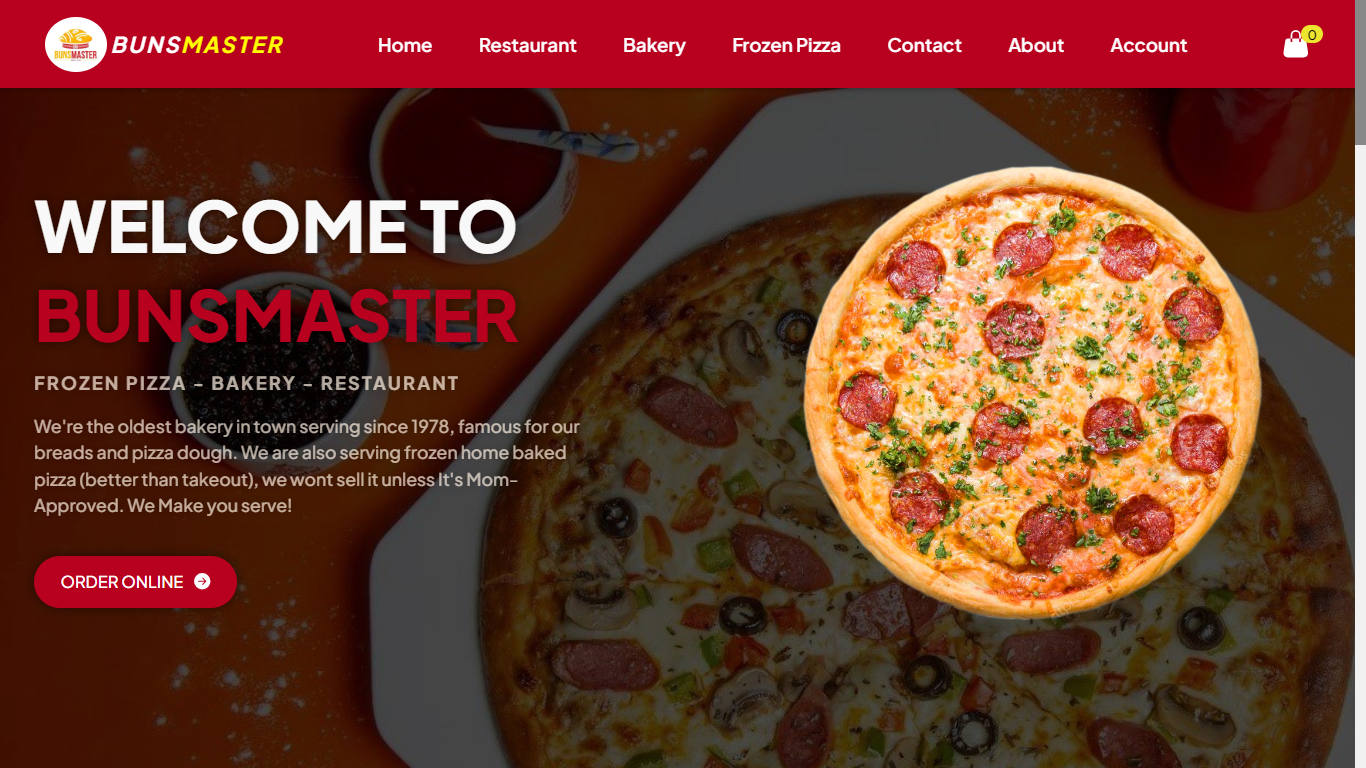 BUNSMASTER
BUNSMASTER
Home
Restaurant
Bakery
Frozen Pizza
Contact
About
Account
0
WELCOME TO
BUNSMASTER
FROZEN PIZZA - BAKERY - RESTAURANT
We're the oldest bakery in town serving since 1978, famous for our
breads and pizza dough. We are also serving frozen home baked
pizza (better than takeout), we wont sell it unless It's Mom-
Approved. We Make you serve!
ORDER ONLINE